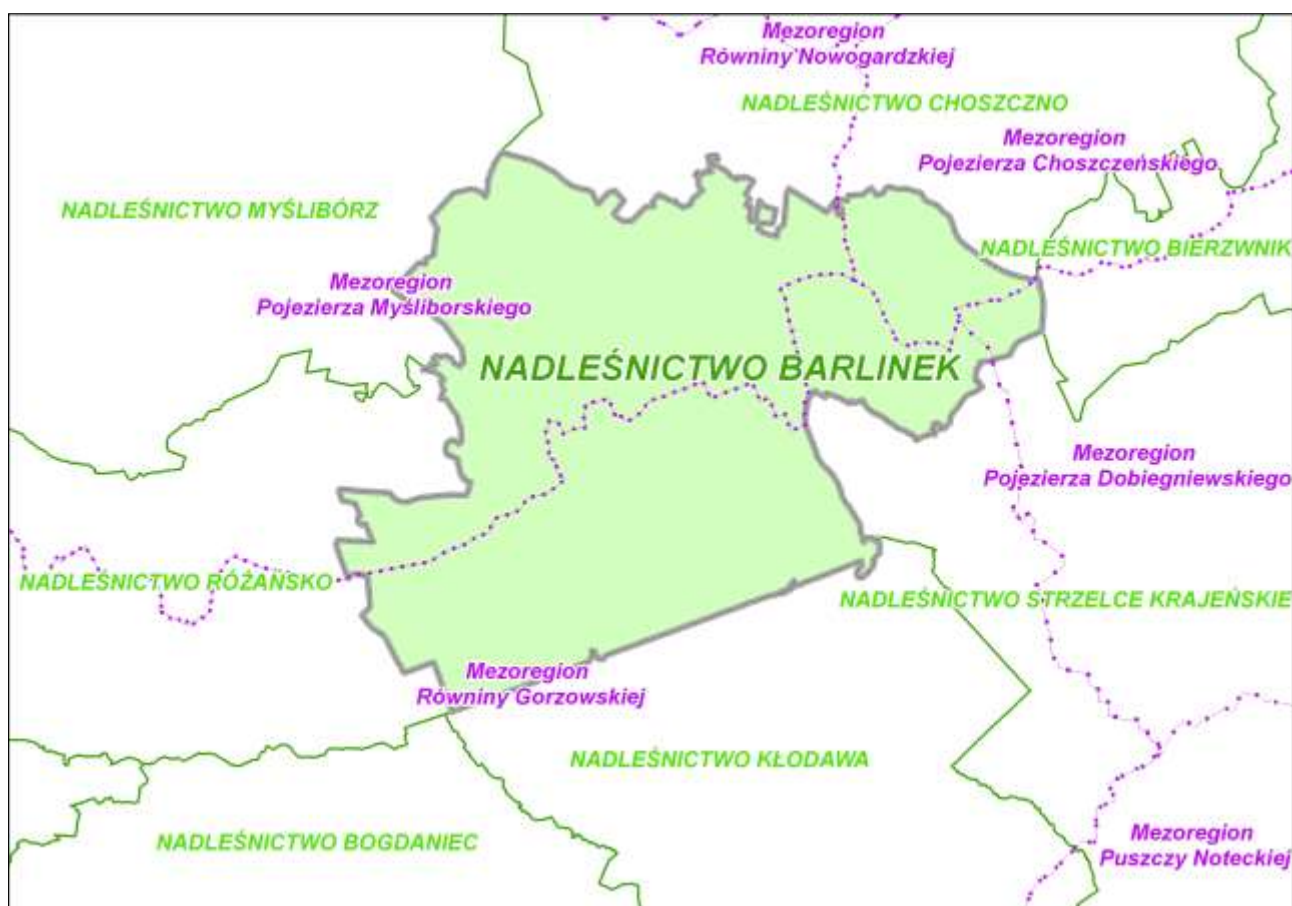 Mezoregion
Równiny Nowogardzkiej
NADLEŚNICTWO CHOSZCZNO
Mezoregion
Pojezierza Choszczeńskiego
NADLEŚNICTWO MYŚLIBÓRZ
NADLEŚNICTWO BIERZWNIK
Mezoregion
Pojezierza Myśliborskiego
NADLEŚNICTWO BARLINEK
Mezoregion
Pojezierza Dobiegniewskiego
NADLEŚNICTWO RÓŻAŃSKO
NADLEŚNICTWO STRZELCE KRAJEŃSKIE
Mezoregion
Równiny Gorzowskiej
NADLEŚNICTWO KŁODAWA
NADLEŚNICTWO BOGDANIEC
Mezoregion
Puszczy Noteckiej